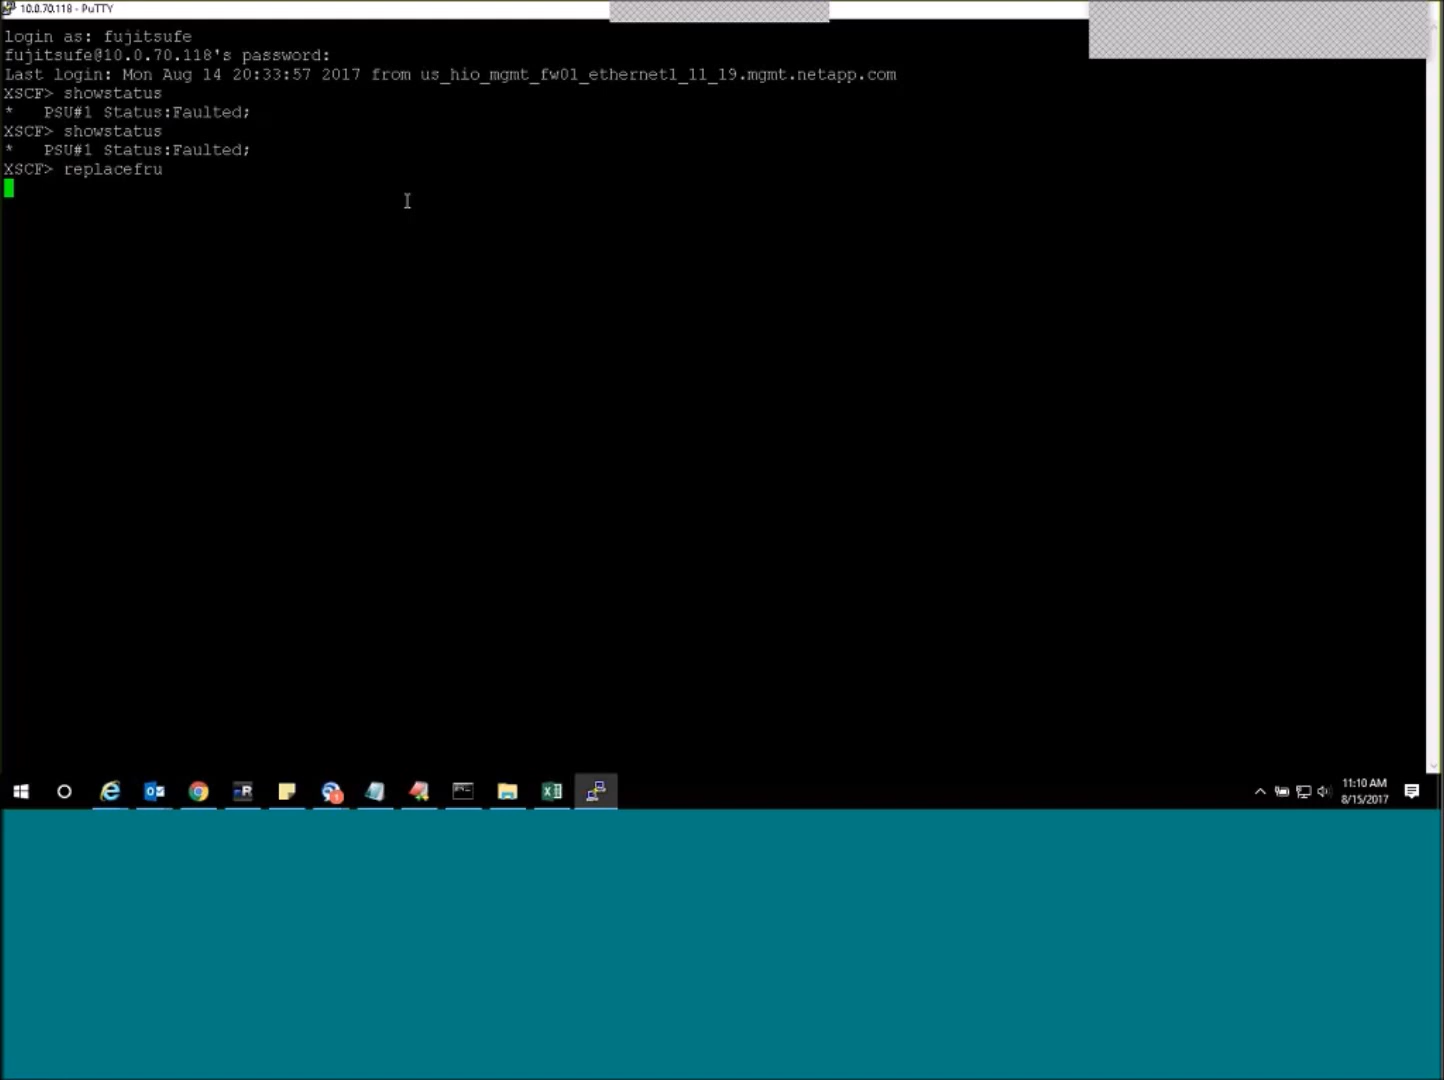 10.0.70.118 - PuTTY
login as: fujitsufe
fujitsufe@10.0.70.118's password:
Last login: Mon Aug 14 20:33:57 2017 from us_hio_mgmt_fw01_ethernet1_11_19.mgmt.netapp.com
XSCF> showstatus
*   PSU#1 Status:Faulted;
XSCF> showstatus
*   PSU#1 Status:Faulted;
XSCF> replacefru
11:10 AM
8/15/2017